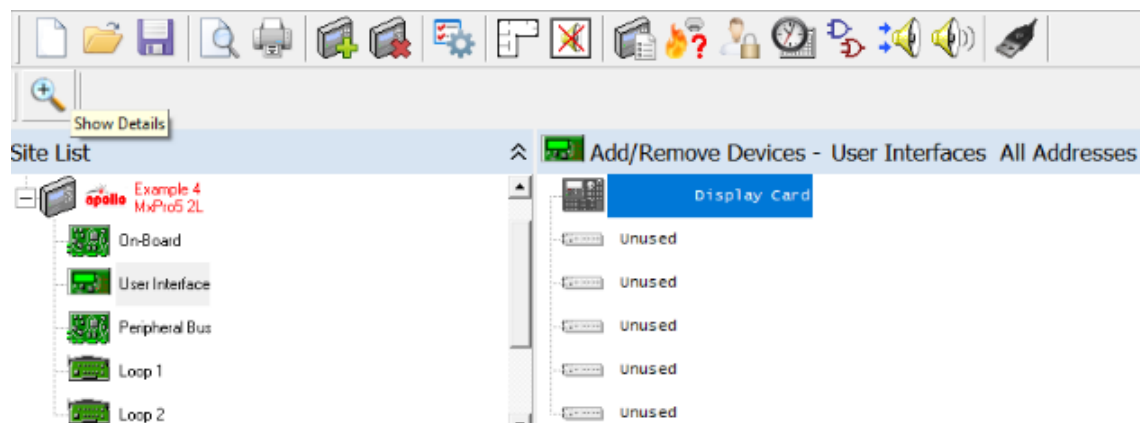 Show Details
Site List
Add/Remove Devices - User Interfaces All Addresses
apollo
Example 4
MxPro5 2L
On-Board
User Interface
Peripheral Bus
Loop 1
Loop 2
Display Card
Unused
Unused
Unused
Unused
Unused